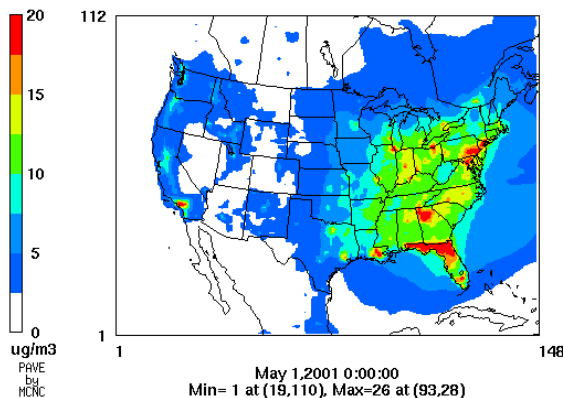 20
15
10
5
0
ug/m3
PAVE
by
MCNC
112
1
1
148
May 1,2001 0:00:00
Min= 1 at (19,110), Max=26 at (93,28)